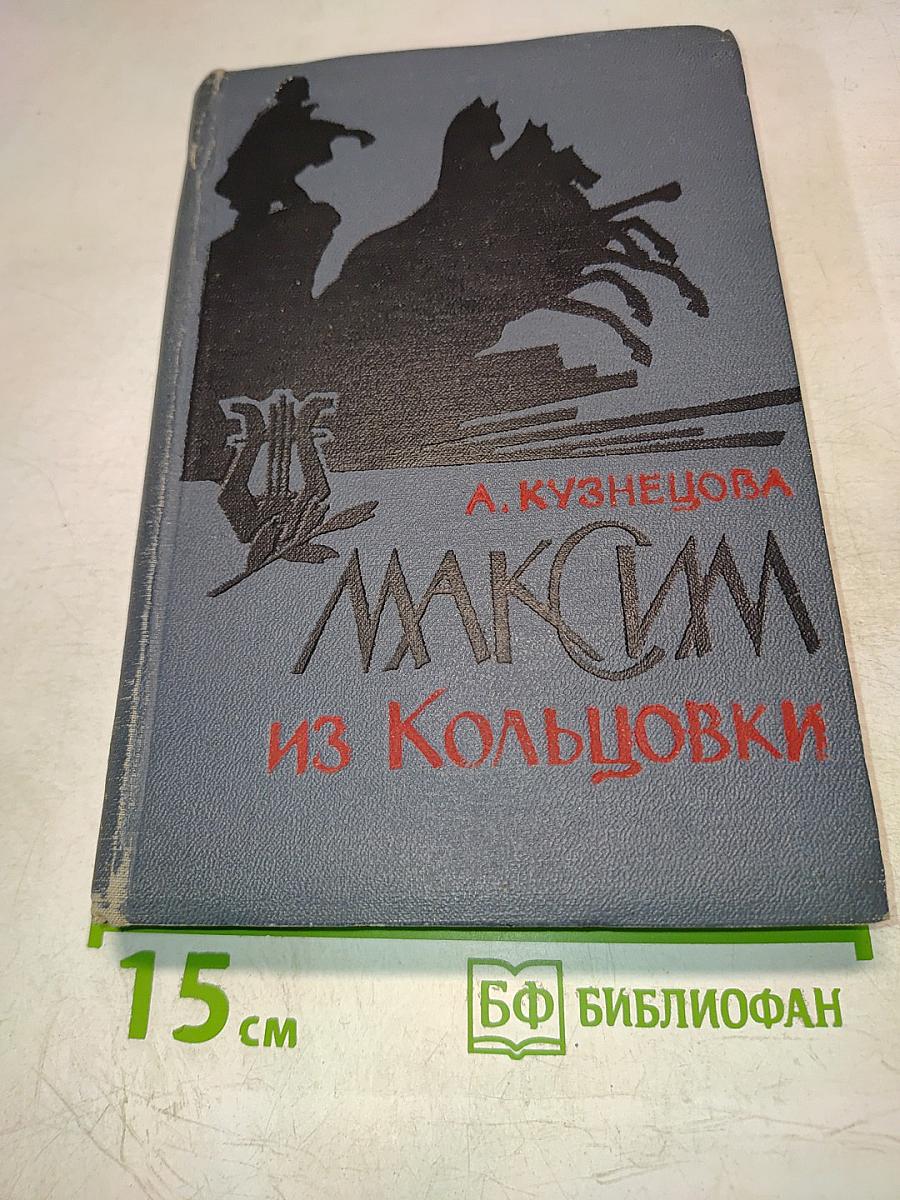 А. КУЗНЕЦОВА
МАКСИМ
ИЗ КОЛЬЦОВКИ
15 см
БФ БИБЛИОФАН